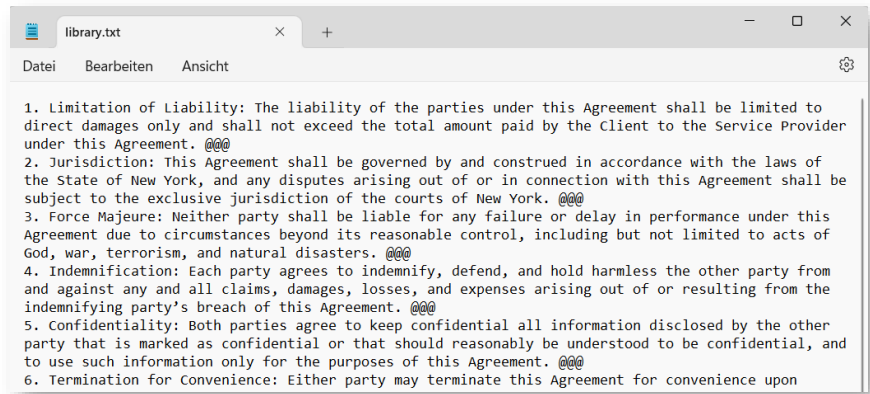 library.txt
Datei Bearbeiten Ansicht
1. Limitation of Liability: The liability of the parties under this Agreement shall be limited to
direct damages only and shall not exceed the total amount paid by the Client to the Service Provider
under this Agreement. @@@
2. Jurisdiction: This Agreement shall be governed by and construed in accordance with the laws of
the State of New York, and any disputes arising out of or in connection with this Agreement shall be
subject to the exclusive jurisdiction of the courts of New York. @@@
3. Force Majeure: Neither party shall be liable for any failure or delay in performance under this
Agreement due to circumstances beyond its reasonable control, including but not limited to acts of
God, war, terrorism, and natural disasters. @@@
4. Indemnification: Each party agrees to indemnify, defend, and hold harmless the other party from
and against any and all claims, damages, losses, and expenses arising out of or resulting from the
indemnifying party’s breach of this Agreement. @@@
5. Confidentiality: Both parties agree to keep confidential all information disclosed by the other
party that is marked as confidential or that should reasonably be understood to be confidential, and
to use such information only for the purposes of this Agreement. @@@
6. Termination for Convenience: Either party may terminate this Agreement for convenience upon